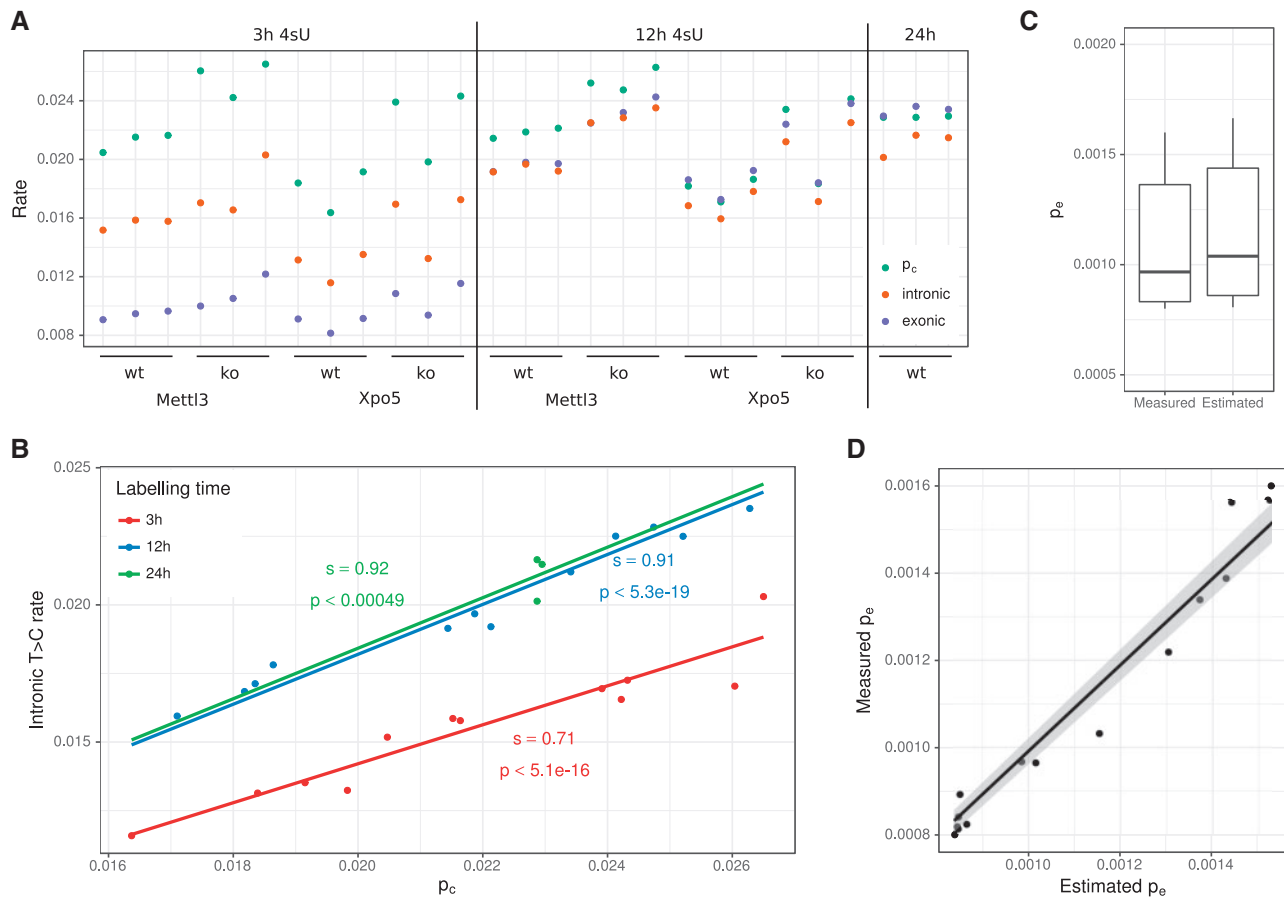 A
3h 4sU
12h 4sU
24h
Rate
0.024
0.020
0.016
0.012
0.008
pc
intronic
exonic
wt
ko
wt
ko
wt
ko
wt
ko
wt
Mettl3
Xpo5
Mettl3
Xpo5
C
pe
0.0020
0.0015
0.0010
0.0005
Measured
Estimated
B
Intronic T>C rate
0.025
0.020
0.015
Labelling time
3h
12h
24h
s = 0.92
p < 0.00049
s = 0.91
p < 5.3e-19
s = 0.71
p < 5.1e-16
0.016
0.018
0.020
0.022
0.024
0.026
pc
D
Measured pe
0.0016
0.0014
0.0012
0.0010
0.0008
0.0010
0.0012
0.0014
Estimated pe